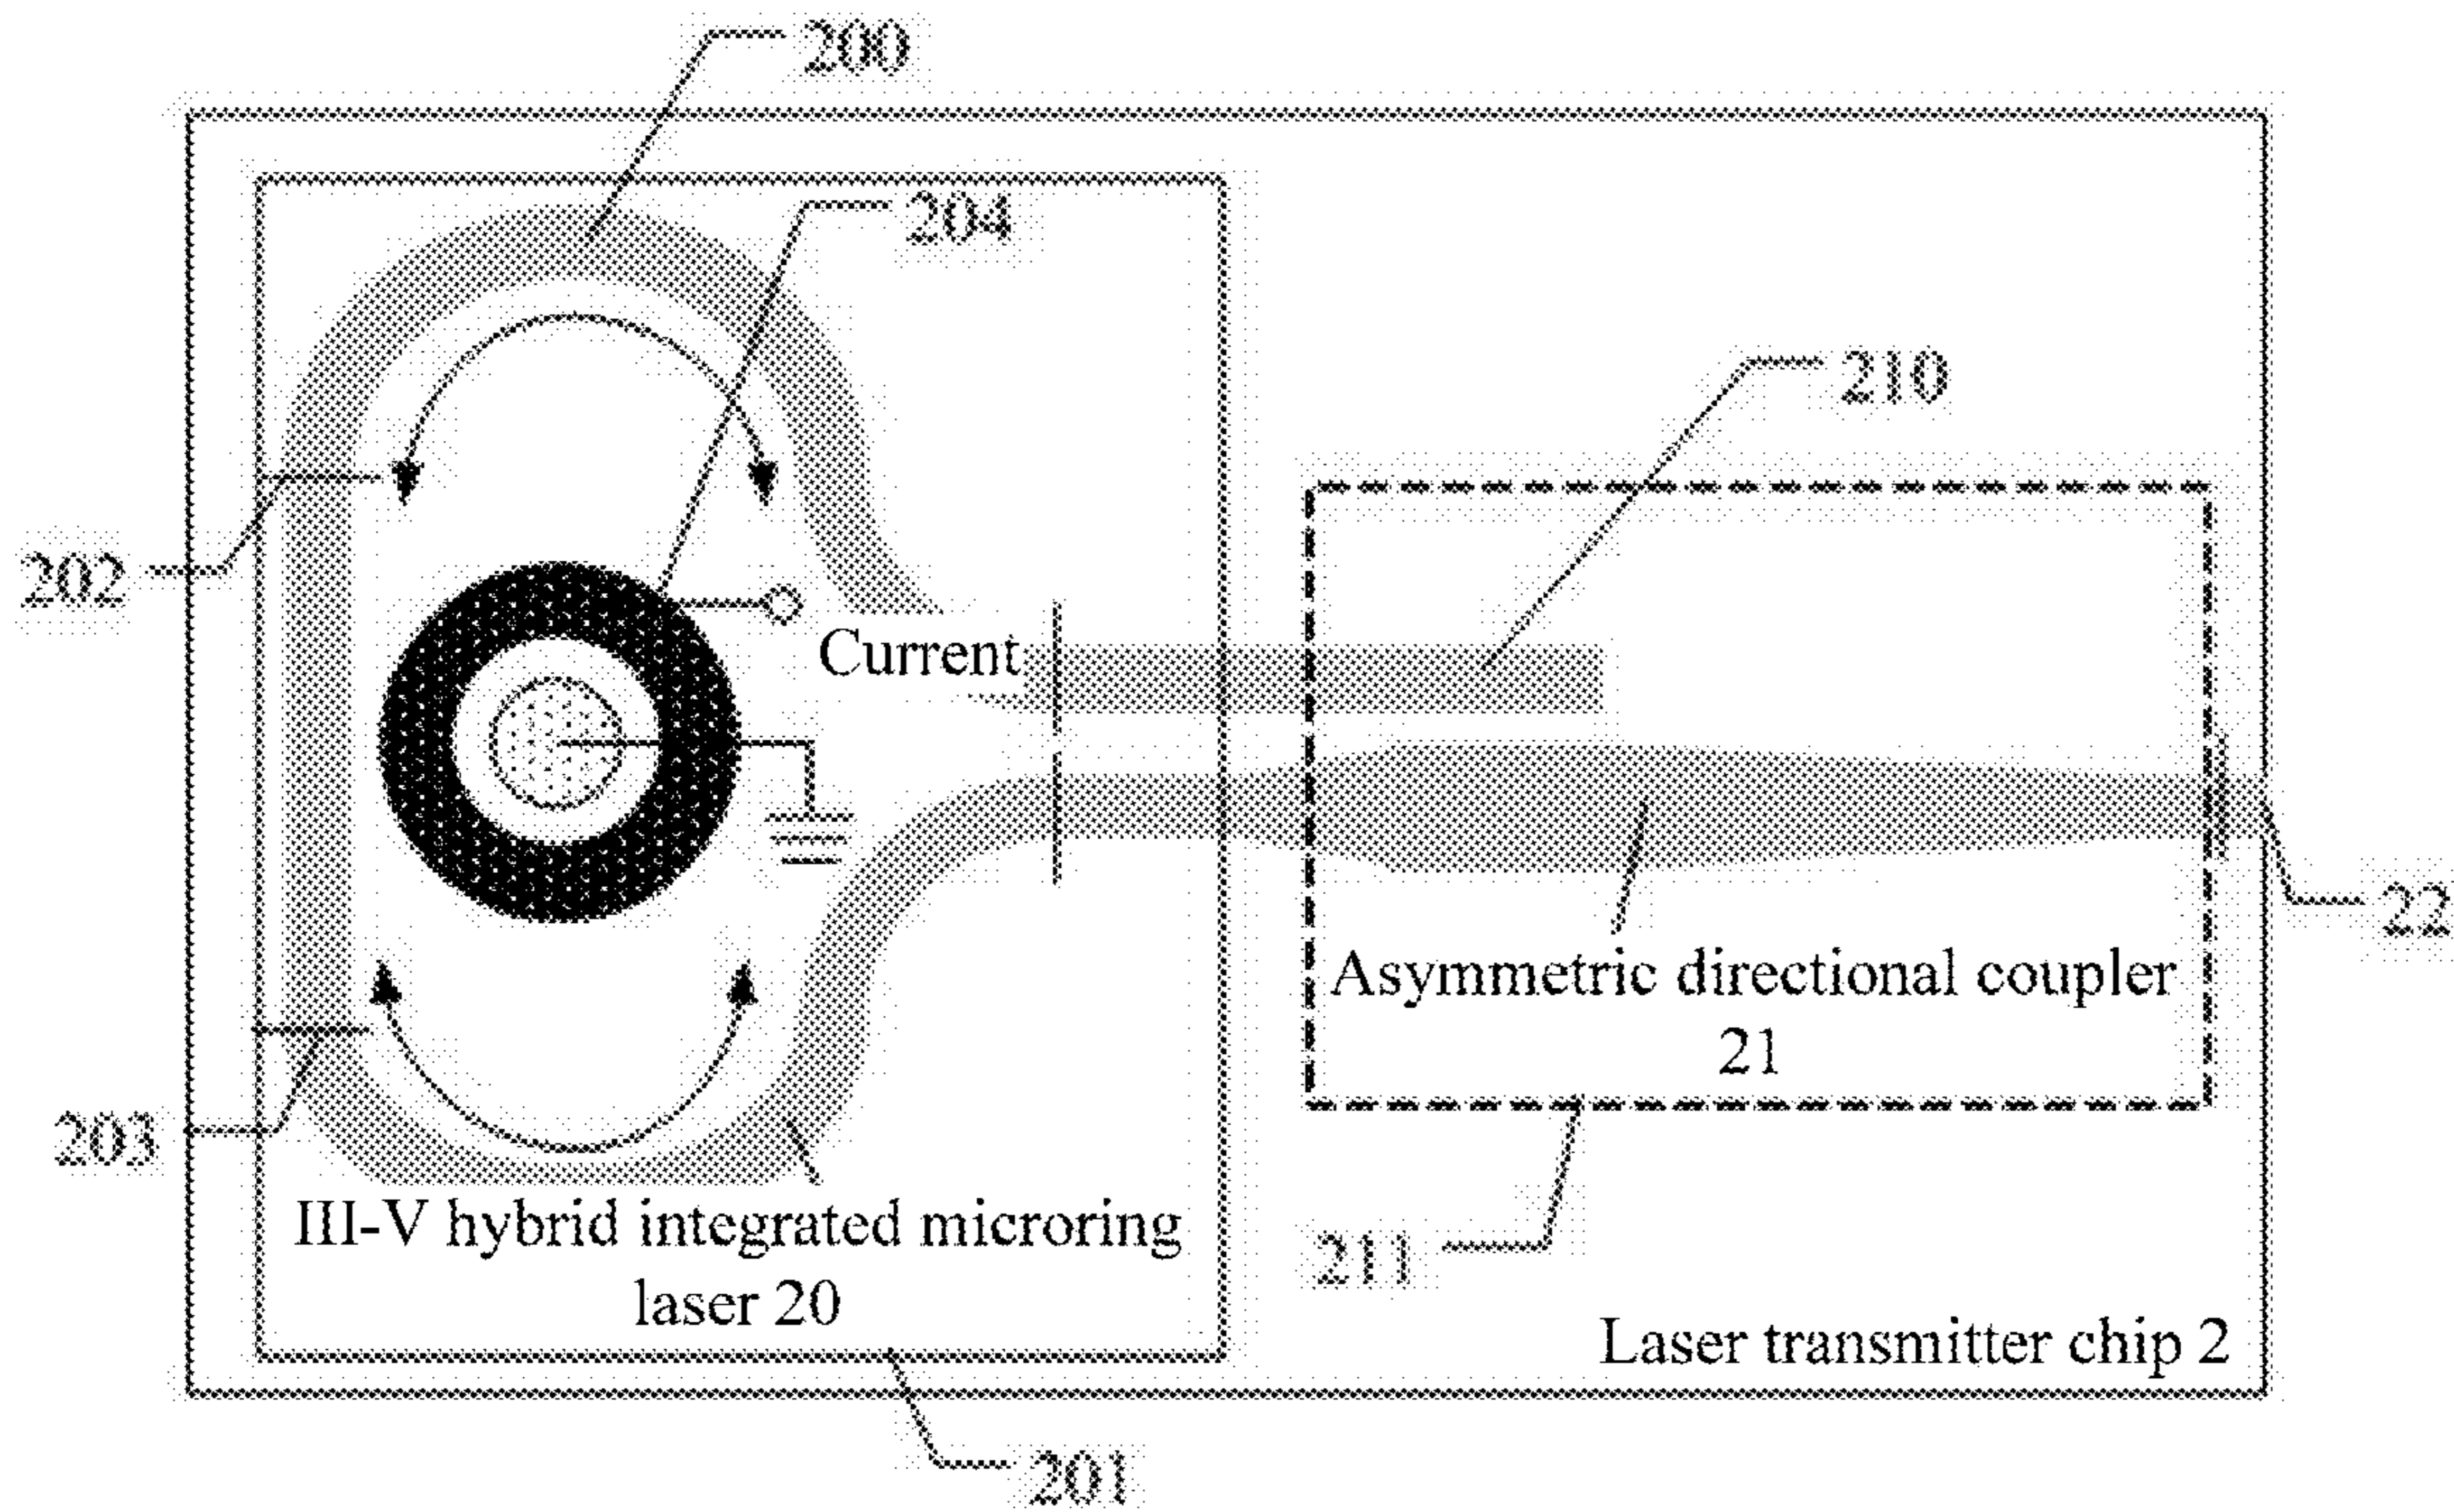 200
204
210
202
Current
22
Asymmetric directional coupler
21
203
III-V hybrid integrated microring
laser 20
211
Laser transmitter chip 2
201